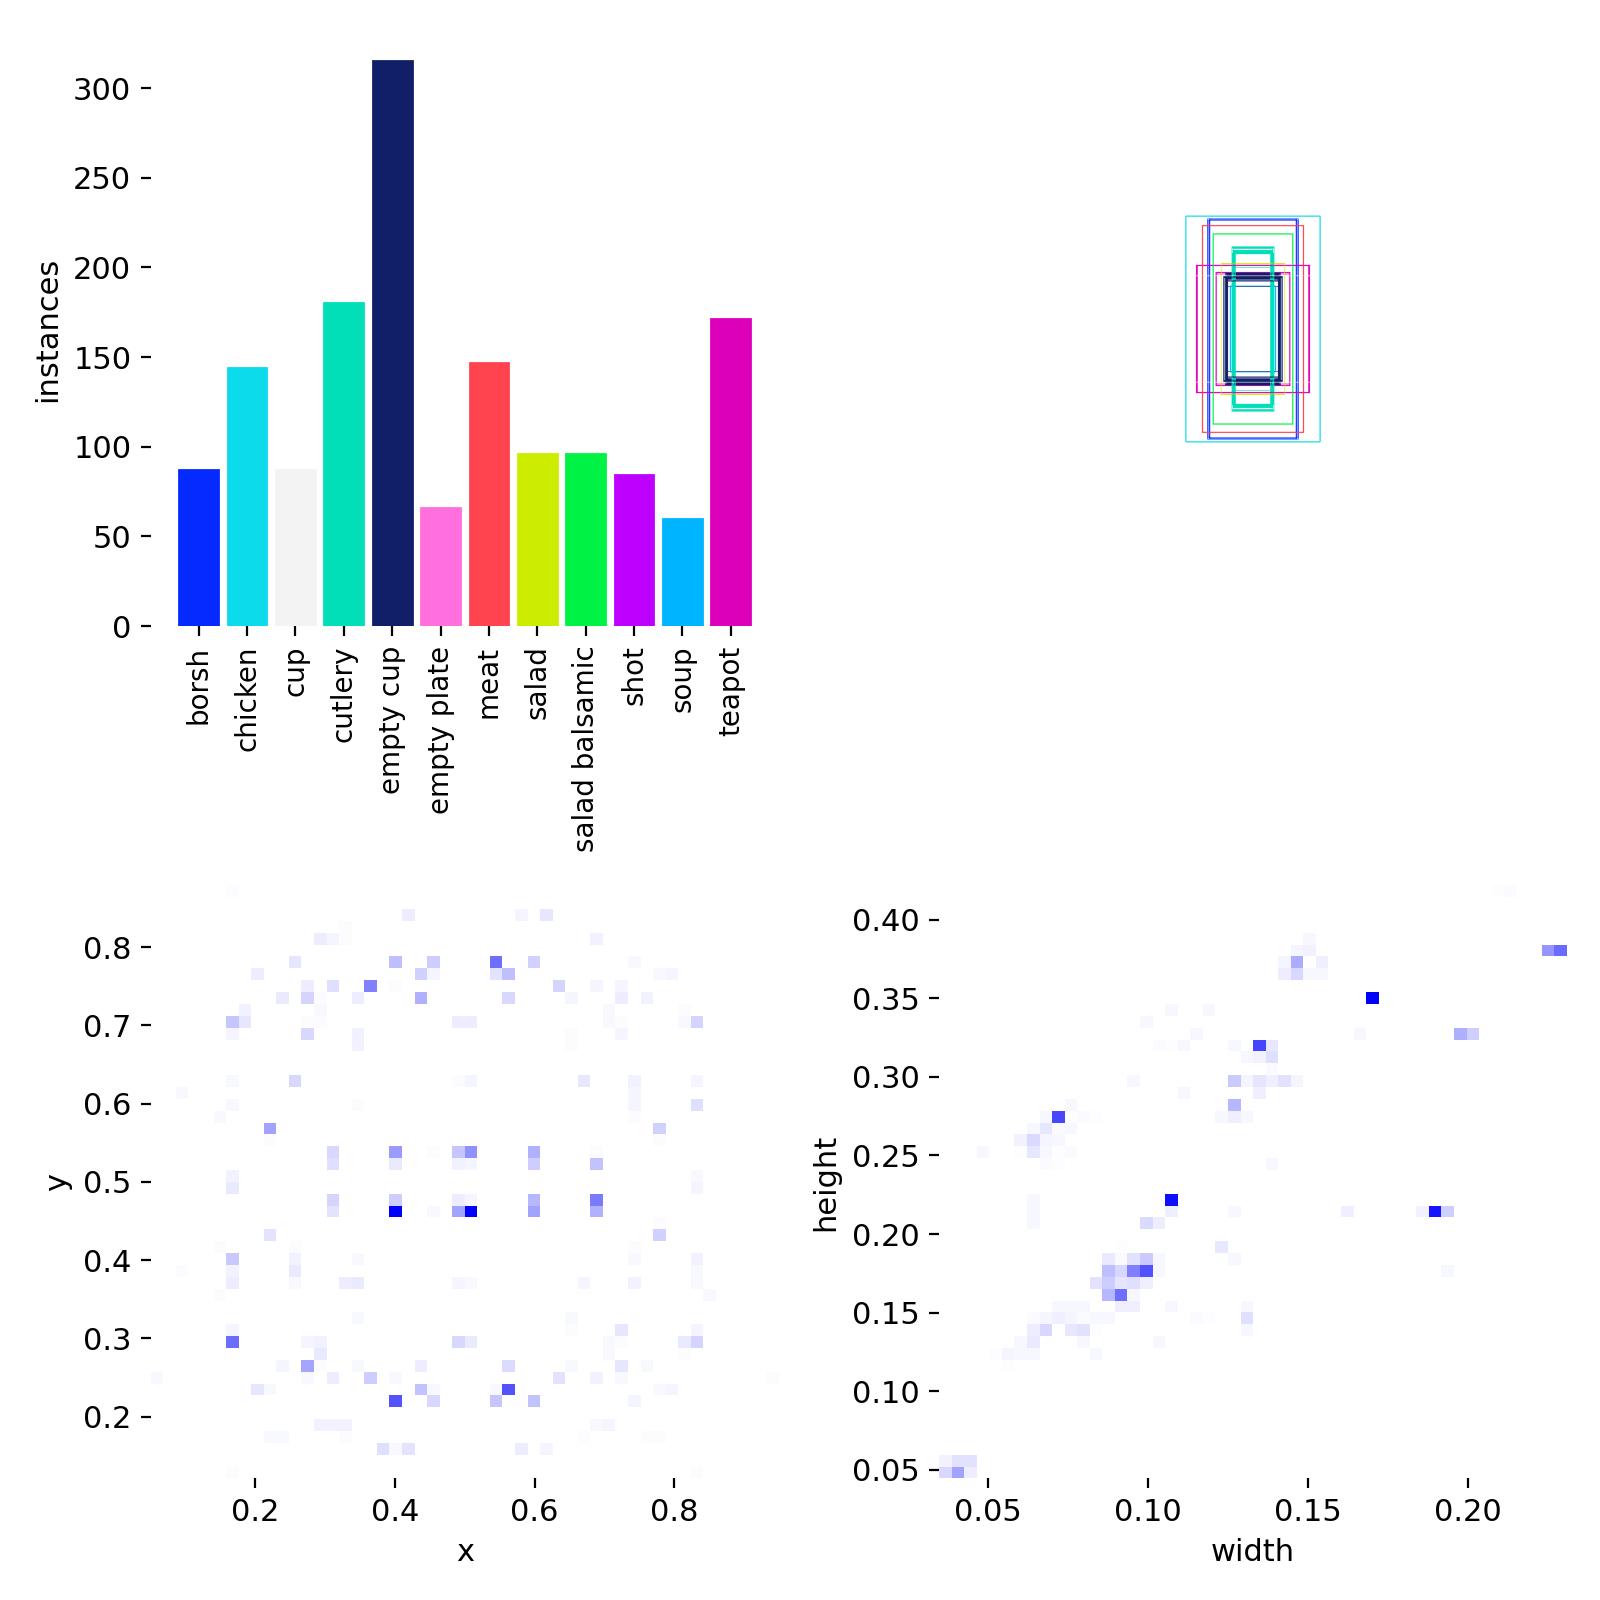 300
250
200
150
100
50
0
instances
borsh
chicken
cup
cutlery
empty cup
empty plate
meat
salad
salad balsamic
shot
soup
teapot
0.8
0.7
0.6
0.5
0.4
0.3
0.2
y
0.2 0.4 0.6 0.8
x
0.40
0.35
0.30
0.25
0.20
0.15
0.10
0.05
height
0.05 0.10 0.15 0.20
width